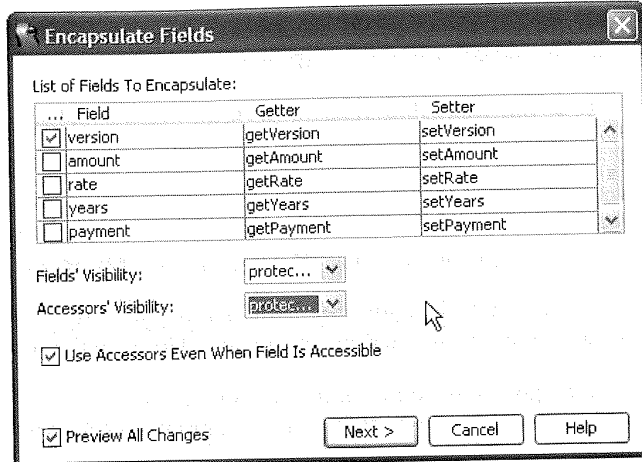 Encapsulate Fields
List of Fields To Encapsulate:
... Field Getter Setter
version getVersion setVersion
amount getAmount setAmount
rate getRate setRate
years getYears setYears
payment getPayment setPayment
Fields' Visibility: protec...
Accessors' Visibility: protec...
Use Accessors Even When Field Is Accessible
Preview All Changes Next > Cancel Help